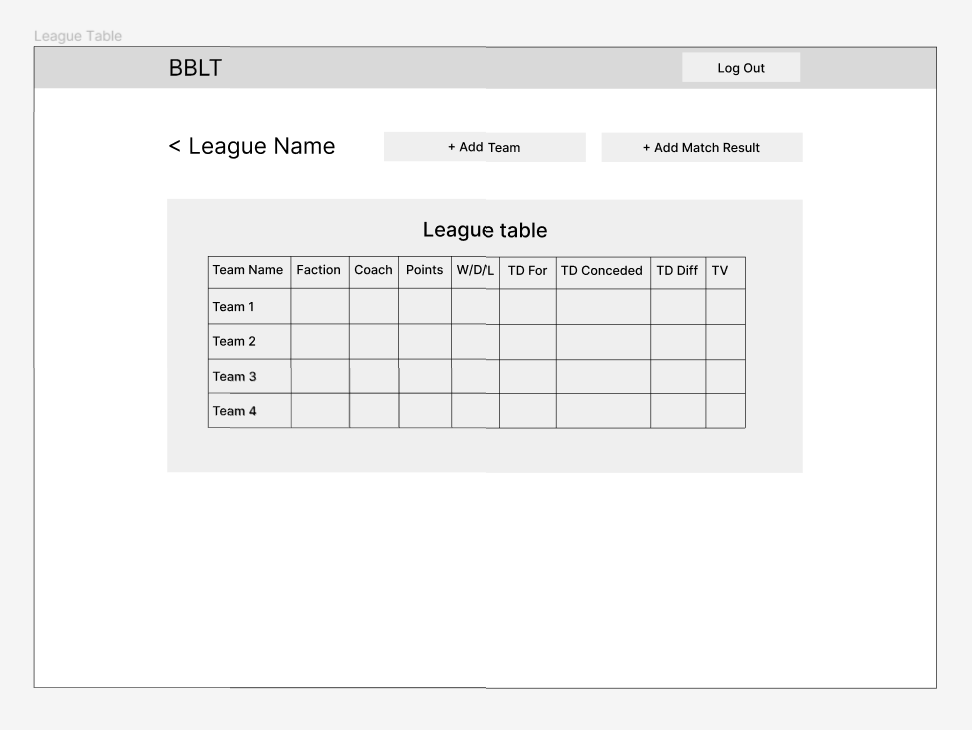 League Table
BBLT
Log Out
< League Name
+ Add Team
+ Add Match Result
League table
Team Name Faction Coach Points W/D/L TD For TD Conceded TD Diff TV
Team 1
Team 2
Team 3
Team 4